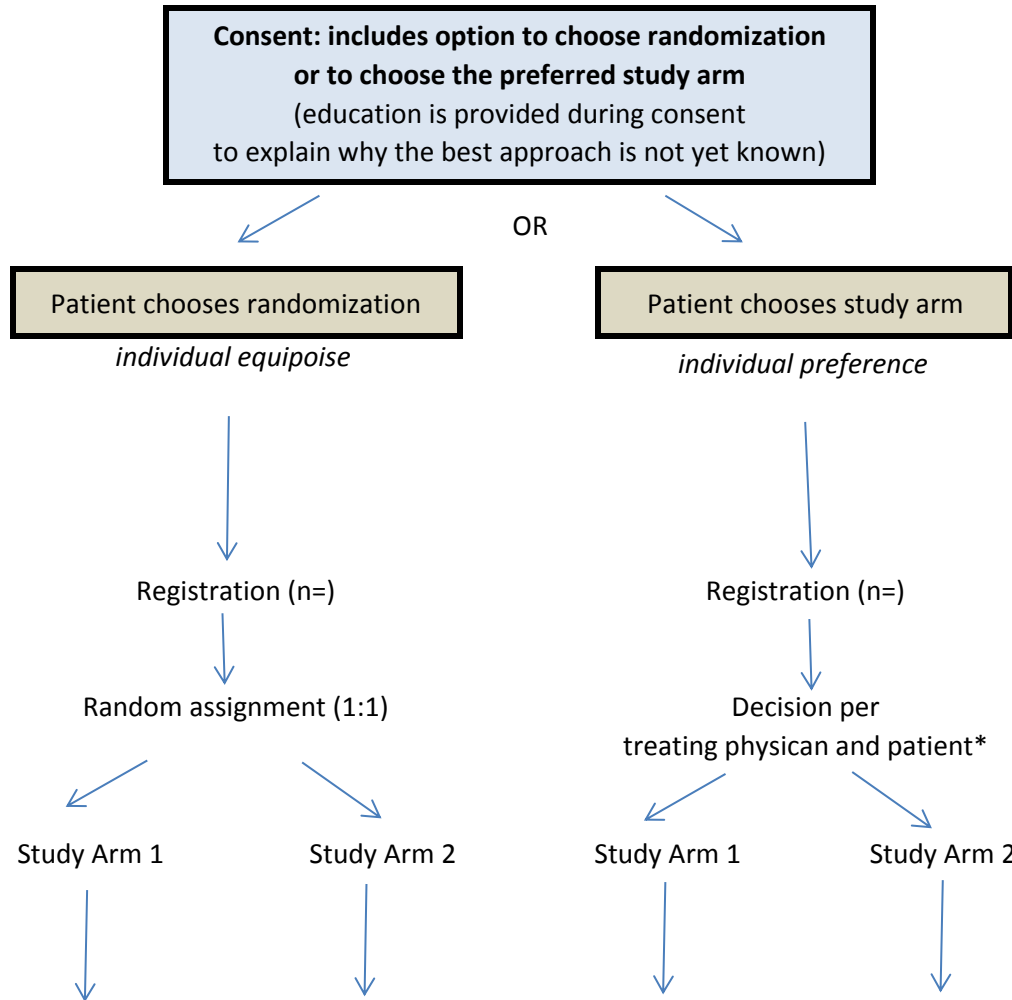 Consent: includes option to choose randomization
or to choose the preferred study arm
(education is provided during consent
to explain why the best approach is not yet known)
OR
Patient chooses randomization
individual equipoise
Patient chooses study arm
individual preference
Registration (n=)
Registration (n=)
Random assignment (1:1)
Decision per
treating physican and patient*
Study Arm 1
Study Arm 2
Study Arm 1
Study Arm 2